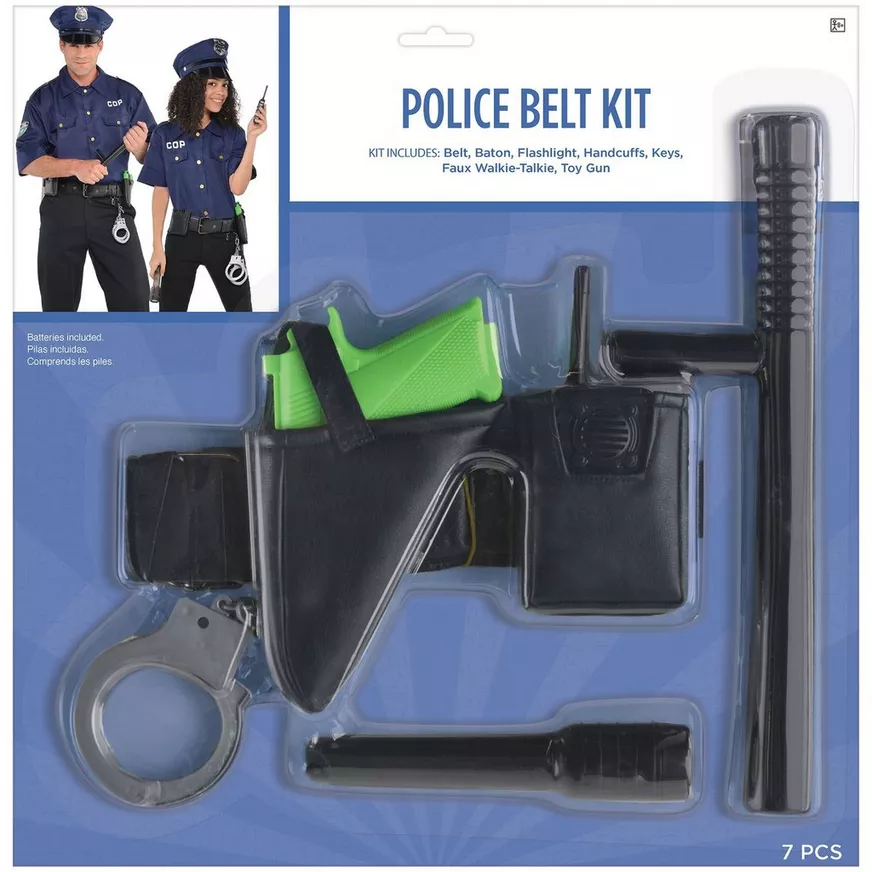 COP
COP
POLICE BELT KIT
KIT INCLUDES: Belt, Baton, Flashlight, Handcuffs, Keys,
Faux Walkie-Talkie, Toy Gun
Batteries included.
Pilas incluidas.
Comprends les piles.
7 PCS